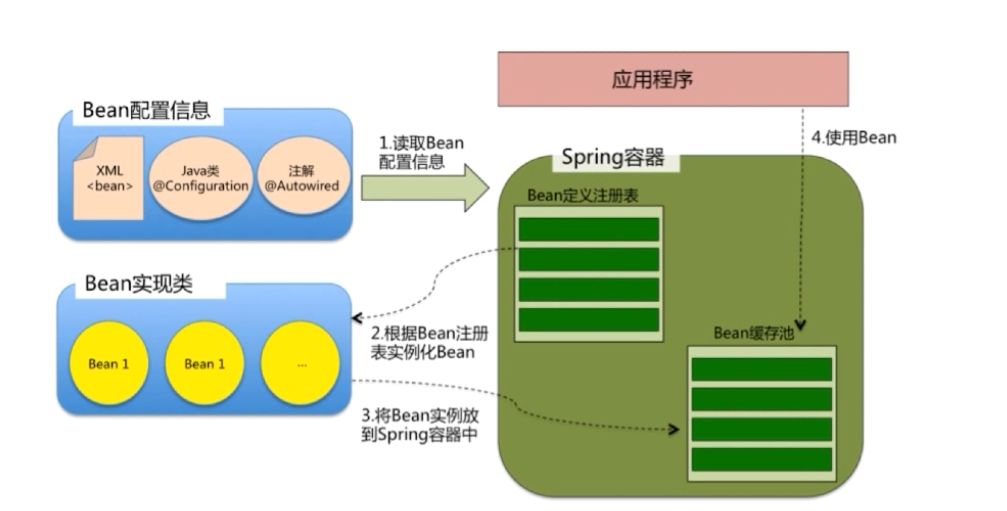 应用程序
Bean配置信息
XML
<bean>
Java类
@Configuration
注解
@Autowired
1.读取Bean
配置信息
4.使用Bean
Spring容器
Bean定义注册表
Bean实现类
Bean 1
Bean 1
...
2.根据Bean注册
表实例化Bean
Bean缓存池
3.将Bean实例放
到Spring容器中